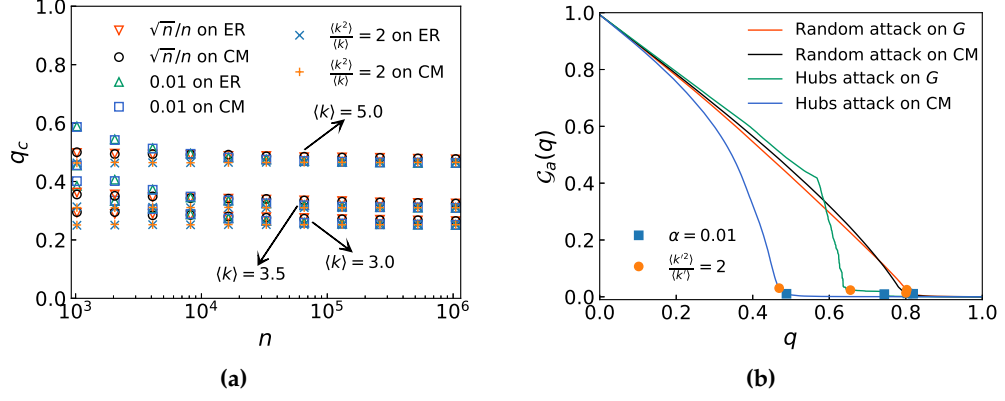 (a)
1.0
0.8
0.6
0.4
0.2
0.0
q_c
√n/n on ER
√n/n on CM
0.01 on ER
0.01 on CM
⟨k²⟩/⟨k⟩ = 2 on ER
⟨k²⟩/⟨k⟩ = 2 on CM
⟨k⟩ = 5.0
⟨k⟩ = 3.5
⟨k⟩ = 3.0
10³ 10⁴ 10⁵ 10⁶
n
(a)
(b)
1.0
0.8
0.6
0.4
0.2
0.0
𝒢_a(q)
Random attack on G
Random attack on CM
Hubs attack on G
Hubs attack on CM
α = 0.01
⟨k′²⟩/⟨k′⟩ = 2
0.0 0.2 0.4 0.6 0.8 1.0
q
(b)